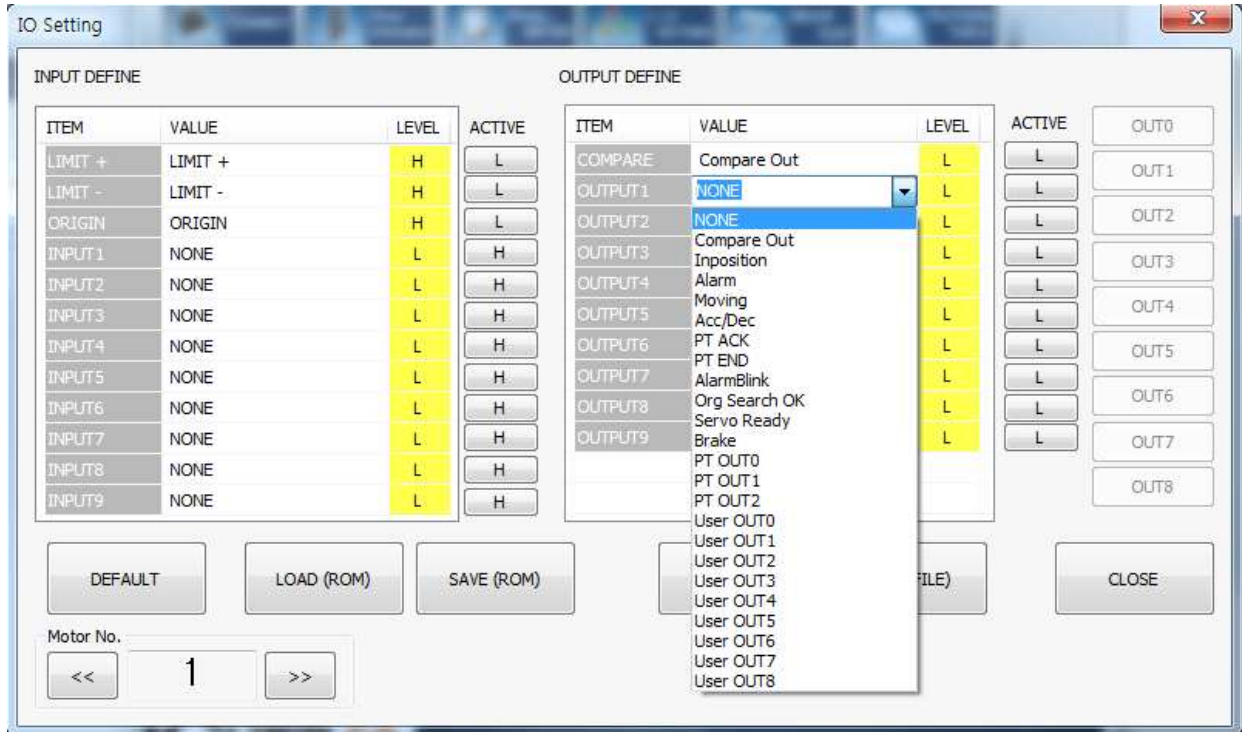 IO Setting
INPUT DEFINE
ITEM VALUE LEVEL ACTIVE
LIMIT + LIMIT + H L
LIMIT - LIMIT - H L
ORIGIN ORIGIN H L
INPUT1 NONE L H
INPUT2 NONE L H
INPUT3 NONE L H
INPUT4 NONE L H
INPUT5 NONE L H
INPUT6 NONE L H
INPUT7 NONE L H
INPUT8 NONE L H
INPUT9 NONE L H
OUTPUT DEFINE
ITEM VALUE LEVEL ACTIVE
COMPARE Compare Out L L
OUTPUT1 NONE L L
OUTPUT2 L L
OUTPUT3 L L
OUTPUT4 L L
OUTPUT5 L L
OUTPUT6 L L
OUTPUT7 L L
OUTPUT8 L L
OUTPUT9 L L
NONE
Compare Out
Inposition
Alarm
Moving
Acc/Dec
PT ACK
PT END
AlarmBlink
Org Search OK
Servo Ready
Brake
PT OUT0
PT OUT1
PT OUT2
User OUT0
User OUT1
User OUT2
User OUT3
User OUT4
User OUT5
User OUT6
User OUT7
User OUT8
OUT0
OUT1
OUT2
OUT3
OUT4
OUT5
OUT6
OUT7
OUT8
DEFAULT LOAD (ROM) SAVE (ROM) FILE) CLOSE
Motor No.
<< 1 >>